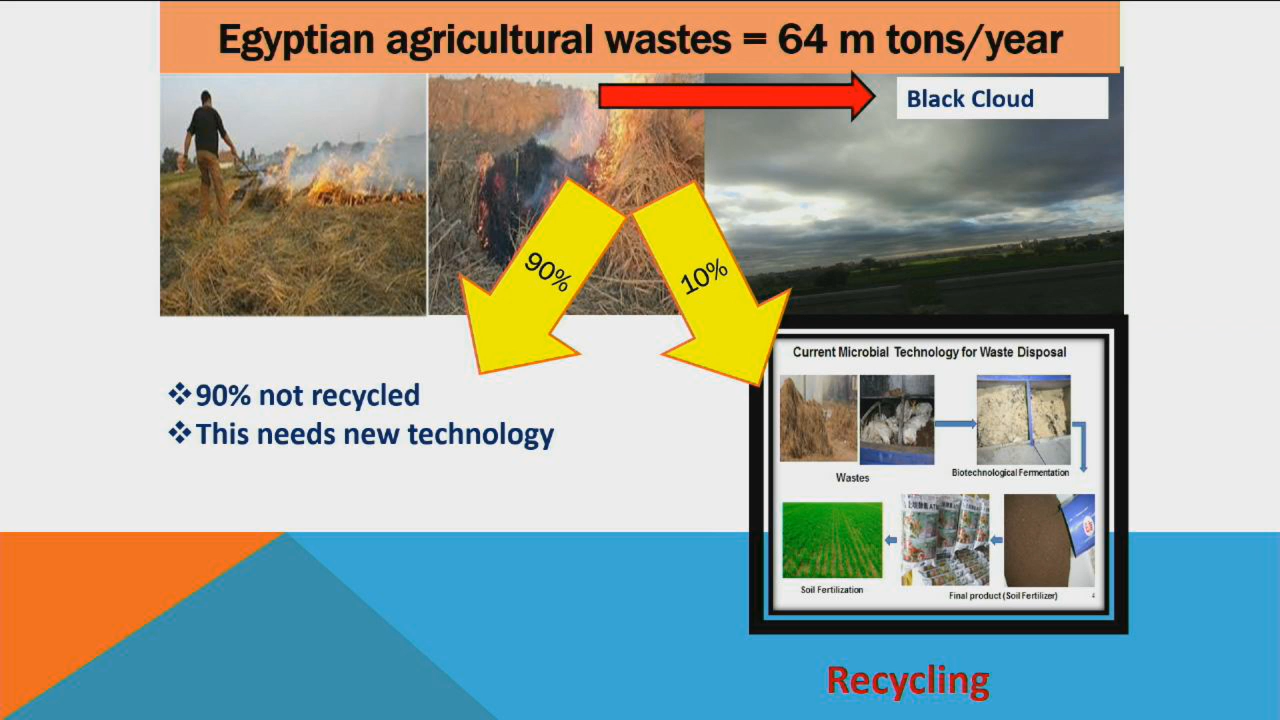 Egyptian agricultural wastes = 64 m tons/year
Black Cloud
90%
10%
❖90% not recycled
❖This needs new technology
Current Microbial Technology for Waste Disposal
Wastes
Biotechnological Fermentation
Soil Fertilization
Final product (Soil Fertilizer)
4
Recycling